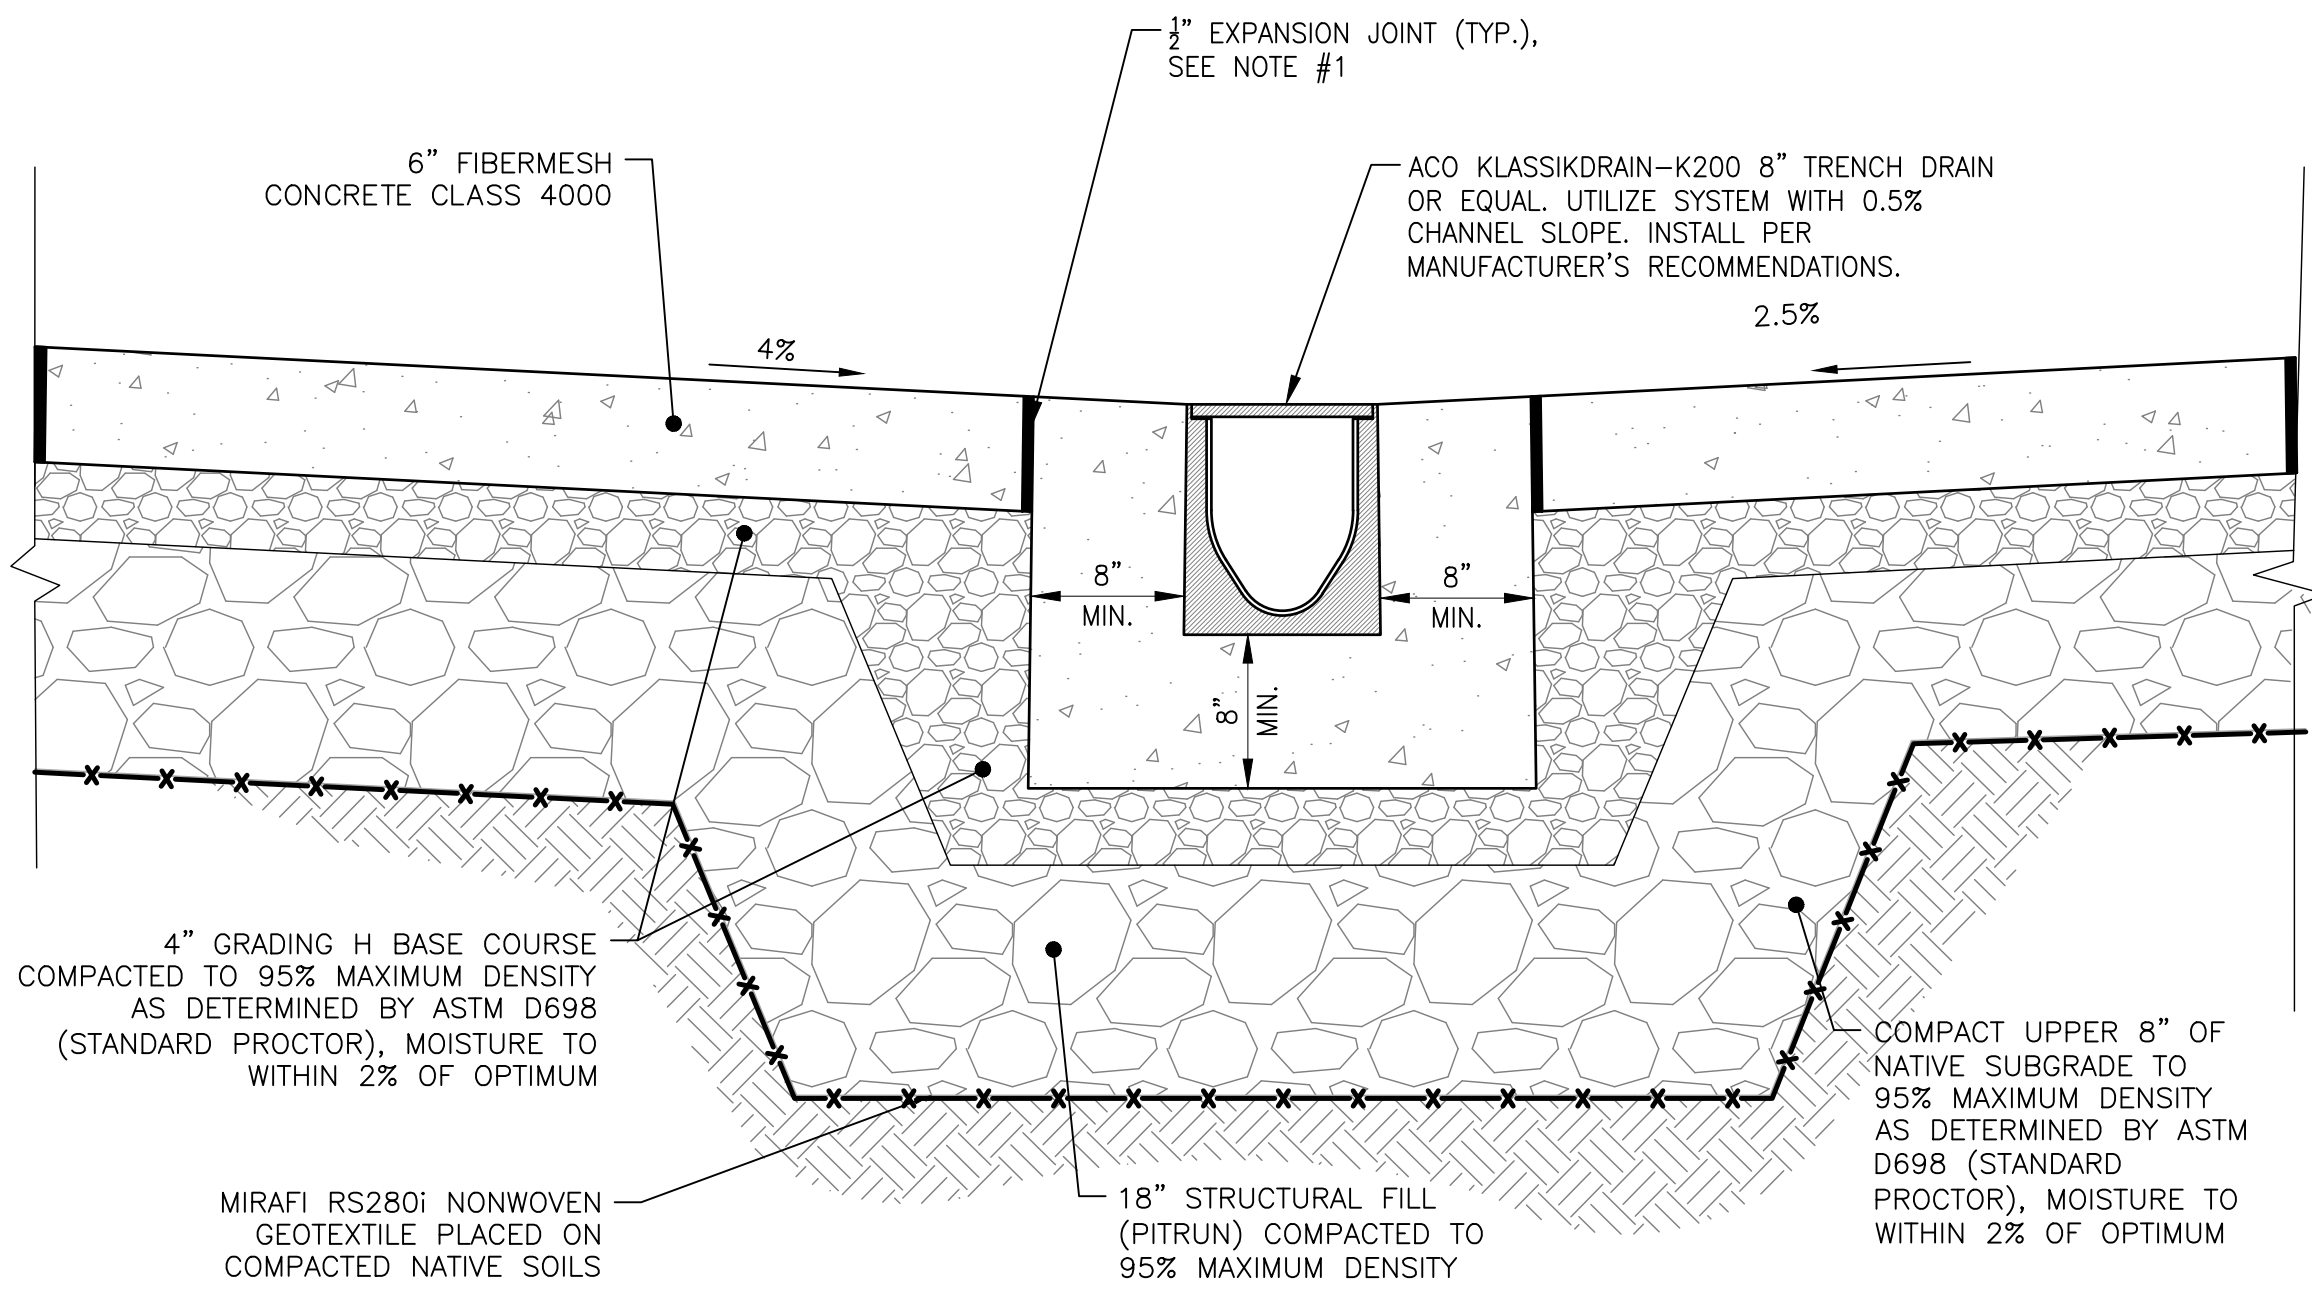 ½” EXPANSION JOINT (TYP.),
SEE NOTE #1
6” FIBERMESH
CONCRETE CLASS 4000
ACO KLASSIKDRAIN-K200 8” TRENCH DRAIN
OR EQUAL. UTILIZE SYSTEM WITH 0.5%
CHANNEL SLOPE. INSTALL PER
MANUFACTURER’S RECOMMENDATIONS.
2.5%
4%
8”
MIN.
8”
MIN.
8”
MIN.
4” GRADING H BASE COURSE
COMPACTED TO 95% MAXIMUM DENSITY
AS DETERMINED BY ASTM D698
(STANDARD PROCTOR), MOISTURE TO
WITHIN 2% OF OPTIMUM
COMPACT UPPER 8” OF
NATIVE SUBGRADE TO
95% MAXIMUM DENSITY
AS DETERMINED BY ASTM
D698 (STANDARD
PROCTOR), MOISTURE TO
WITHIN 2% OF OPTIMUM
MIRAFI RS280i NONWOVEN
GEOTEXTILE PLACED ON
COMPACTED NATIVE SOILS
18” STRUCTURAL FILL
(PITRUN) COMPACTED TO
95% MAXIMUM DENSITY